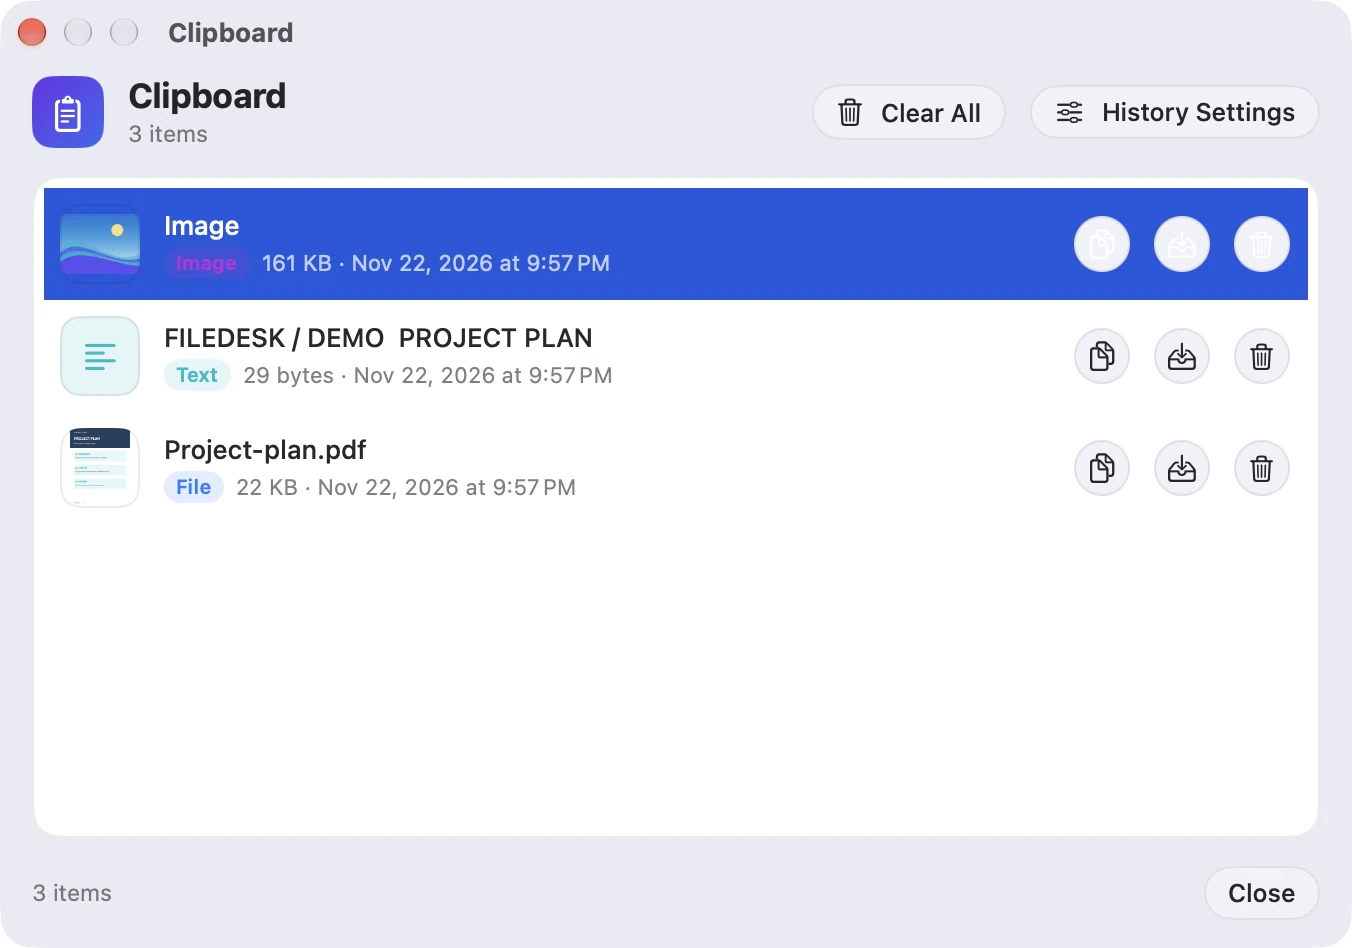 Clipboard
Clipboard
3 items
Clear All
History Settings
Image
Image 161 KB · Nov 22, 2026 at 9:57 PM
FILEDESK / DEMO  PROJECT PLAN
Text 29 bytes · Nov 22, 2026 at 9:57 PM
PROJECT PLAN
Project-plan.pdf
File 22 KB · Nov 22, 2026 at 9:57 PM
3 items
Close